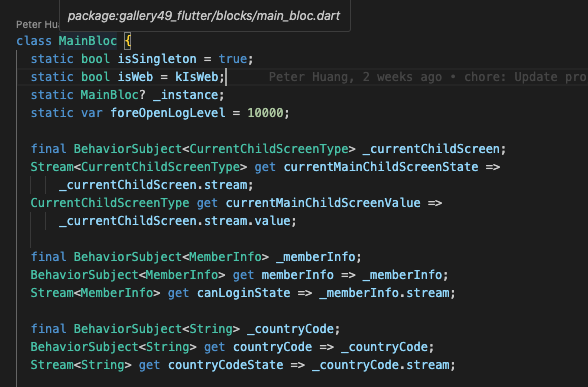 package:gallery49_flutter/blocks/main_bloc.dart
Peter Hua
class MainBloc {
static bool isSingleton = true;
static bool isWeb = kIsWeb; Peter Huang, 2 weeks ago • chore: Update pro
static MainBloc? _instance;
static var foreOpenLogLevel = 10000;
final BehaviorSubject<CurrentChildScreenType> _currentChildScreen;
Stream<CurrentChildScreenType> get currentMainChildScreenState =>
_currentChildScreen.stream;
CurrentChildScreenType get currentMainChildScreenValue =>
_currentChildScreen.stream.value;
final BehaviorSubject<MemberInfo> _memberInfo;
BehaviorSubject<MemberInfo> get memberInfo => _memberInfo;
Stream<MemberInfo> get canLoginState => _memberInfo.stream;
final BehaviorSubject<String> _countryCode;
BehaviorSubject<String> get countryCode => _countryCode;
Stream<String> get countryCodeState => _countryCode.stream;